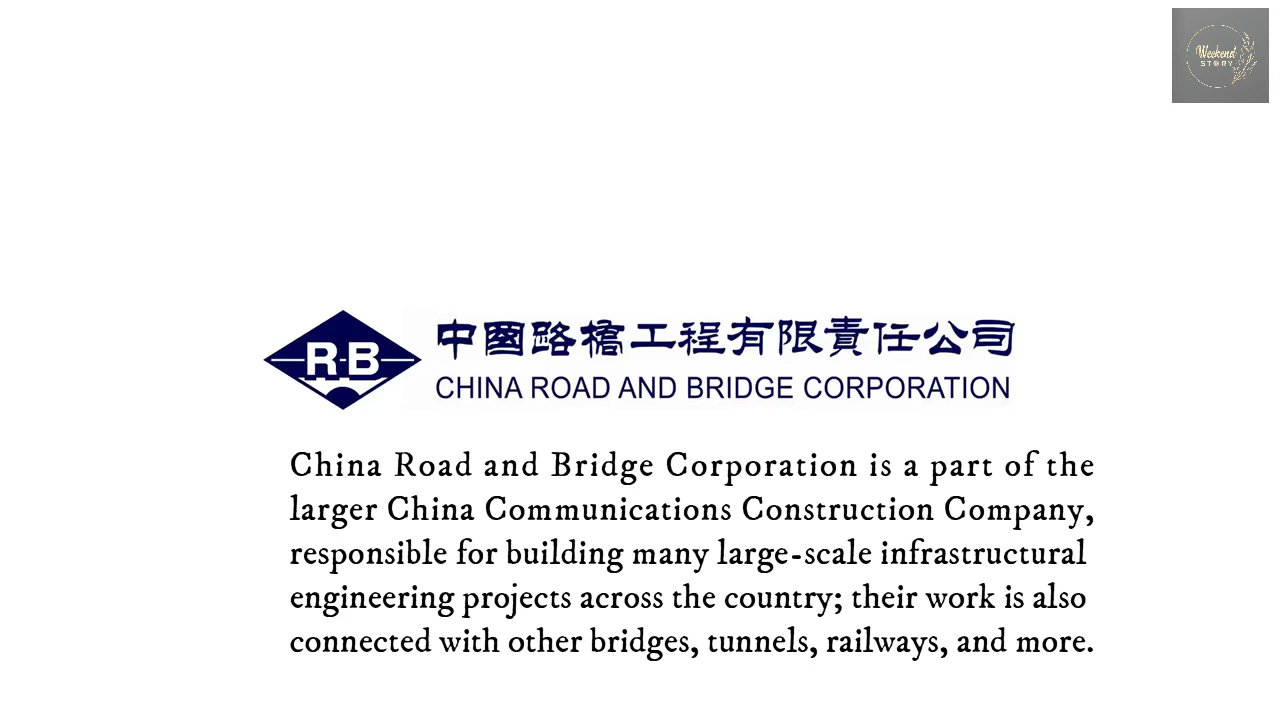 Weekend
STORY
R·B
中國路橋工程有限責任公司
CHINA ROAD AND BRIDGE CORPORATION
China Road and Bridge Corporation is a part of the
larger China Communications Construction Company,
responsible for building many large-scale infrastructural
engineering projects across the country; their work is also
connected with other bridges, tunnels, railways, and more.